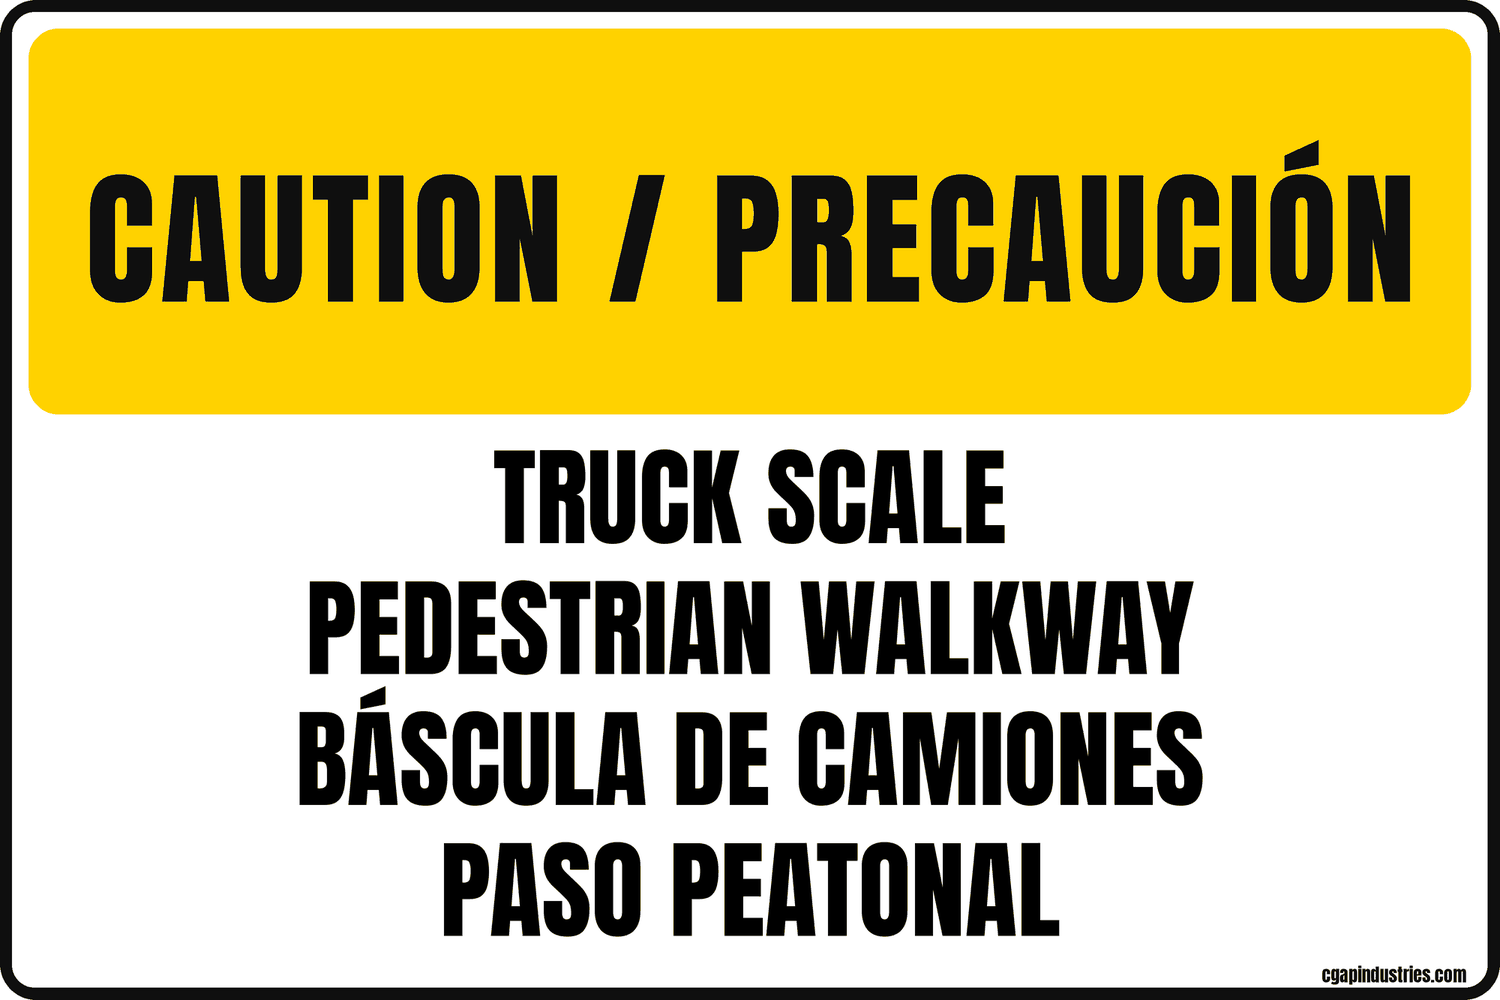 CAUTION / PRECAUCIÓN
TRUCK SCALE
PEDESTRIAN WALKWAY
BÁSCULA DE CAMIONES
PASO PEATONAL
cgapindustries.com